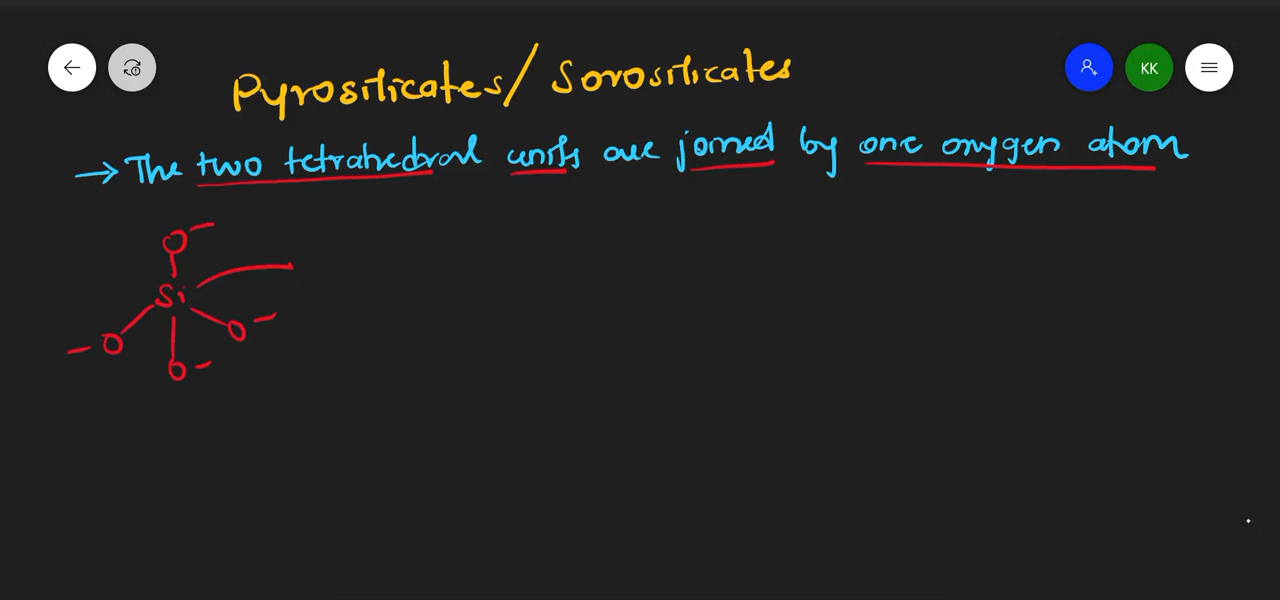 KK
Pyrosilicates/ Sorosilicates
→ The two tetrahedral units are joined by one oxygen atom
O⁻
Si
⁻O
O⁻
O⁻